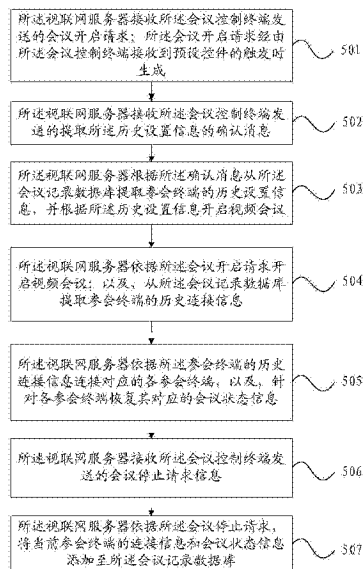 所述视联网服务器接收所述会议控制终端发
送的会议开启请求；所述会议开启请求经由
所述会议控制终端接收到预设控件的触发时
生成
501
所述视联网服务器接收所述会议控制终端发
送的提取所述历史设置信息的确认消息
502
所述视联网服务器根据所述确认消息从所述
会议记录数据库提取参会终端的历史设置信
息，并根据所述历史设置信息开启视频会议
503
所述视联网服务器依据所述会议开启请求开
启视频会议；以及，从所述会议记录数据库
提取参会终端的历史连接信息
504
所述视联网服务器依据所述参会终端的历史
连接信息连接对应的各参会终端，以及，针
对各参会终端恢复其对应的会议状态信息
505
所述视联网服务器接收所述会议控制终端发
送的会议停止请求信息
506
所述视联网服务器依据所述会议停止请求，
将当前参会终端的连接信息和会议状态信息
添加至所述会议记录数据库
507